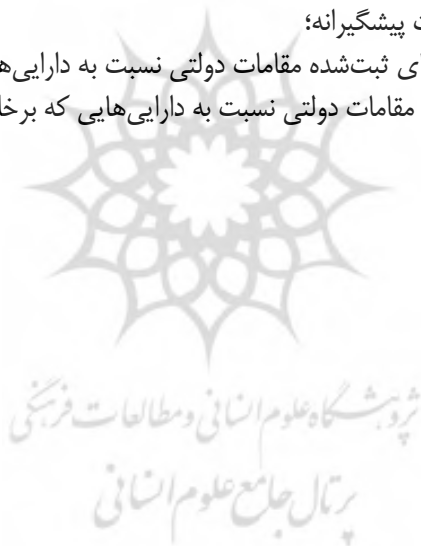 ت پیشگیرانه؛
ی ثبت‌شده مقامات دولتی نسبت به دارایی‌ه
مقامات دولتی نسبت به دارایی‌هایی که برخا
پژوهشگاه علوم انسانی و مطالعات فرهنگی
پرتال جامع علوم انسانی